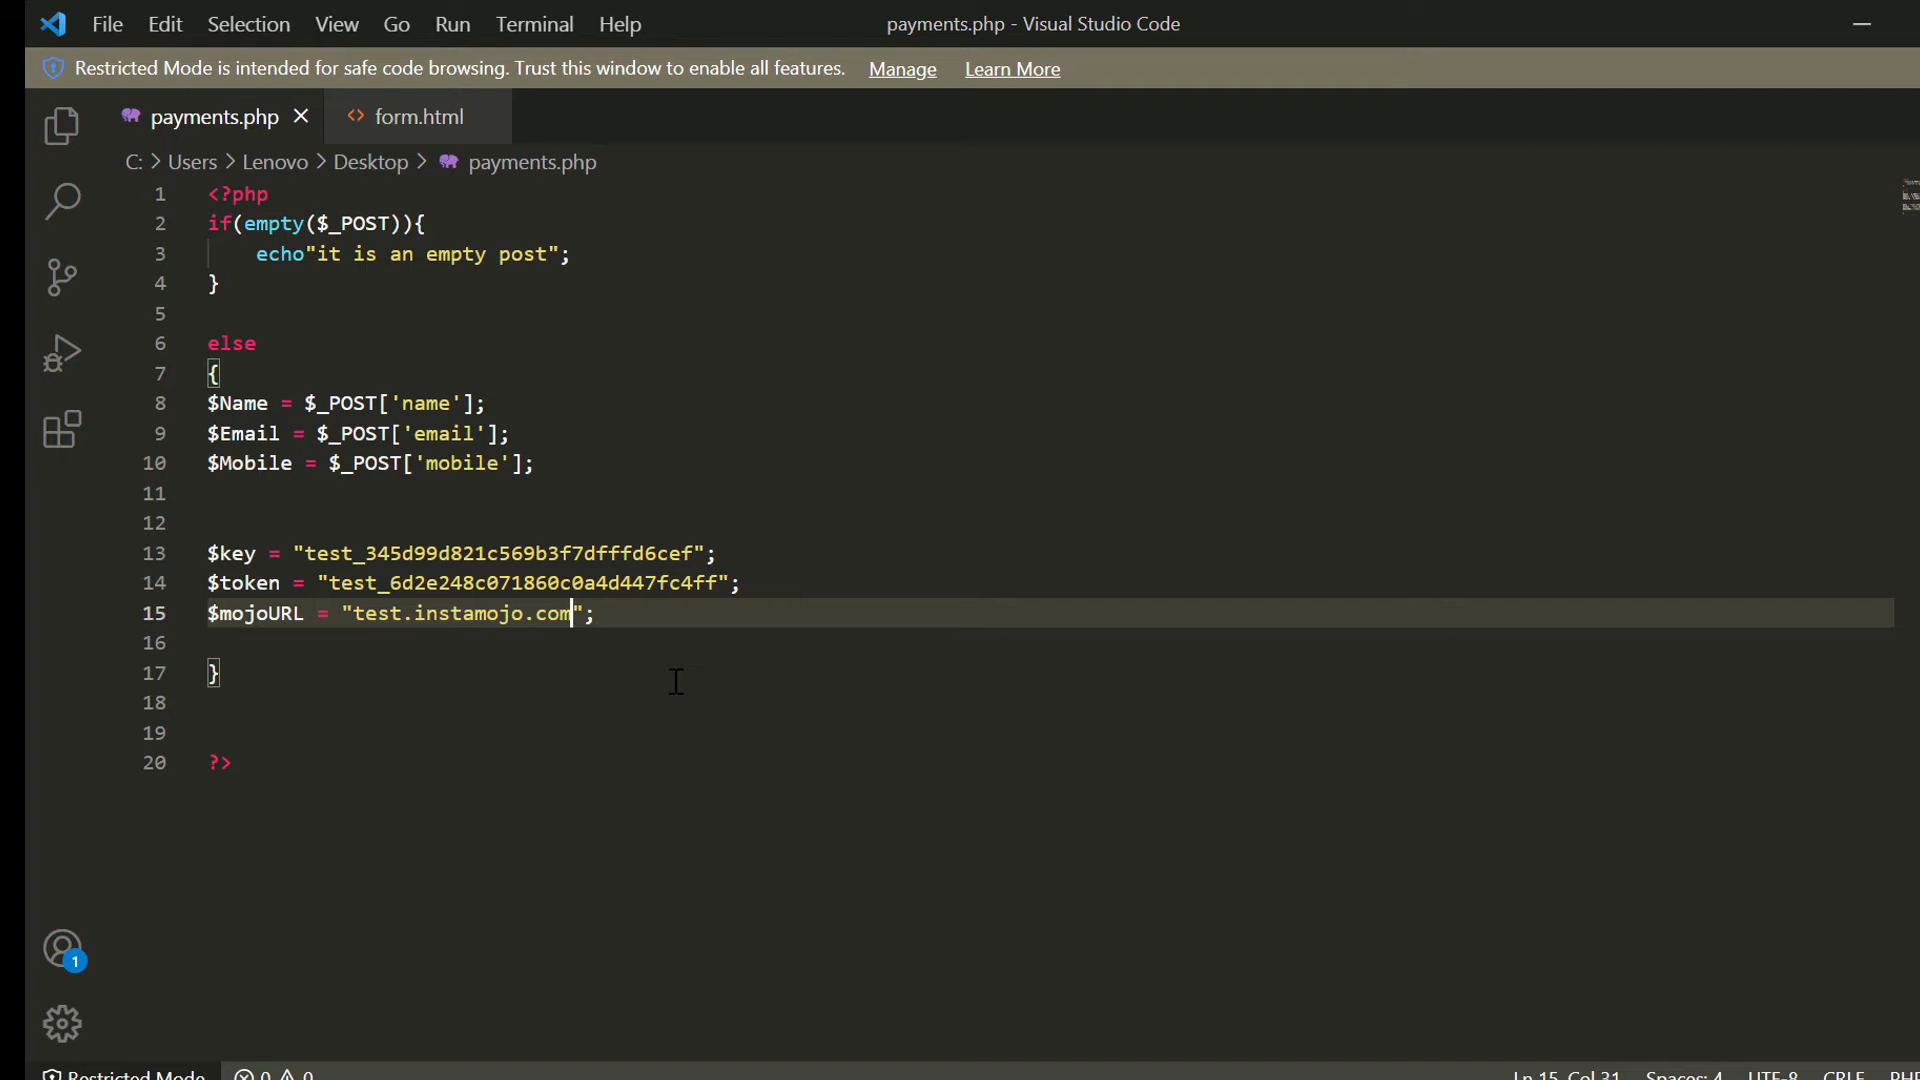 File Edit Selection View Go Run Terminal Help payments.php - Visual Studio Code
Restricted Mode is intended for safe code browsing. Trust this window to enable all features. Manage Learn More
payments.php form.html
C: > Users > Lenovo > Desktop > payments.php
1 <?php
2 if(empty($_POST)){
3 echo"it is an empty post";
4 }
5
6 else
7 {
8 $Name = $_POST['name'];
9 $Email = $_POST['email'];
10 $Mobile = $_POST['mobile'];
11
12
13 $key = "test_345d99d821c569b3f7dfffd6cef";
14 $token = "test_6d2e248c071860c0a4d447fc4ff";
15 $mojoURL = "test.instamojo.com";
16
17 }
18
19
20 ?>
1
Restricted Mode 0 0 Ln 15, Col 31 Spaces: 4 UTF-8 CRLF PHP